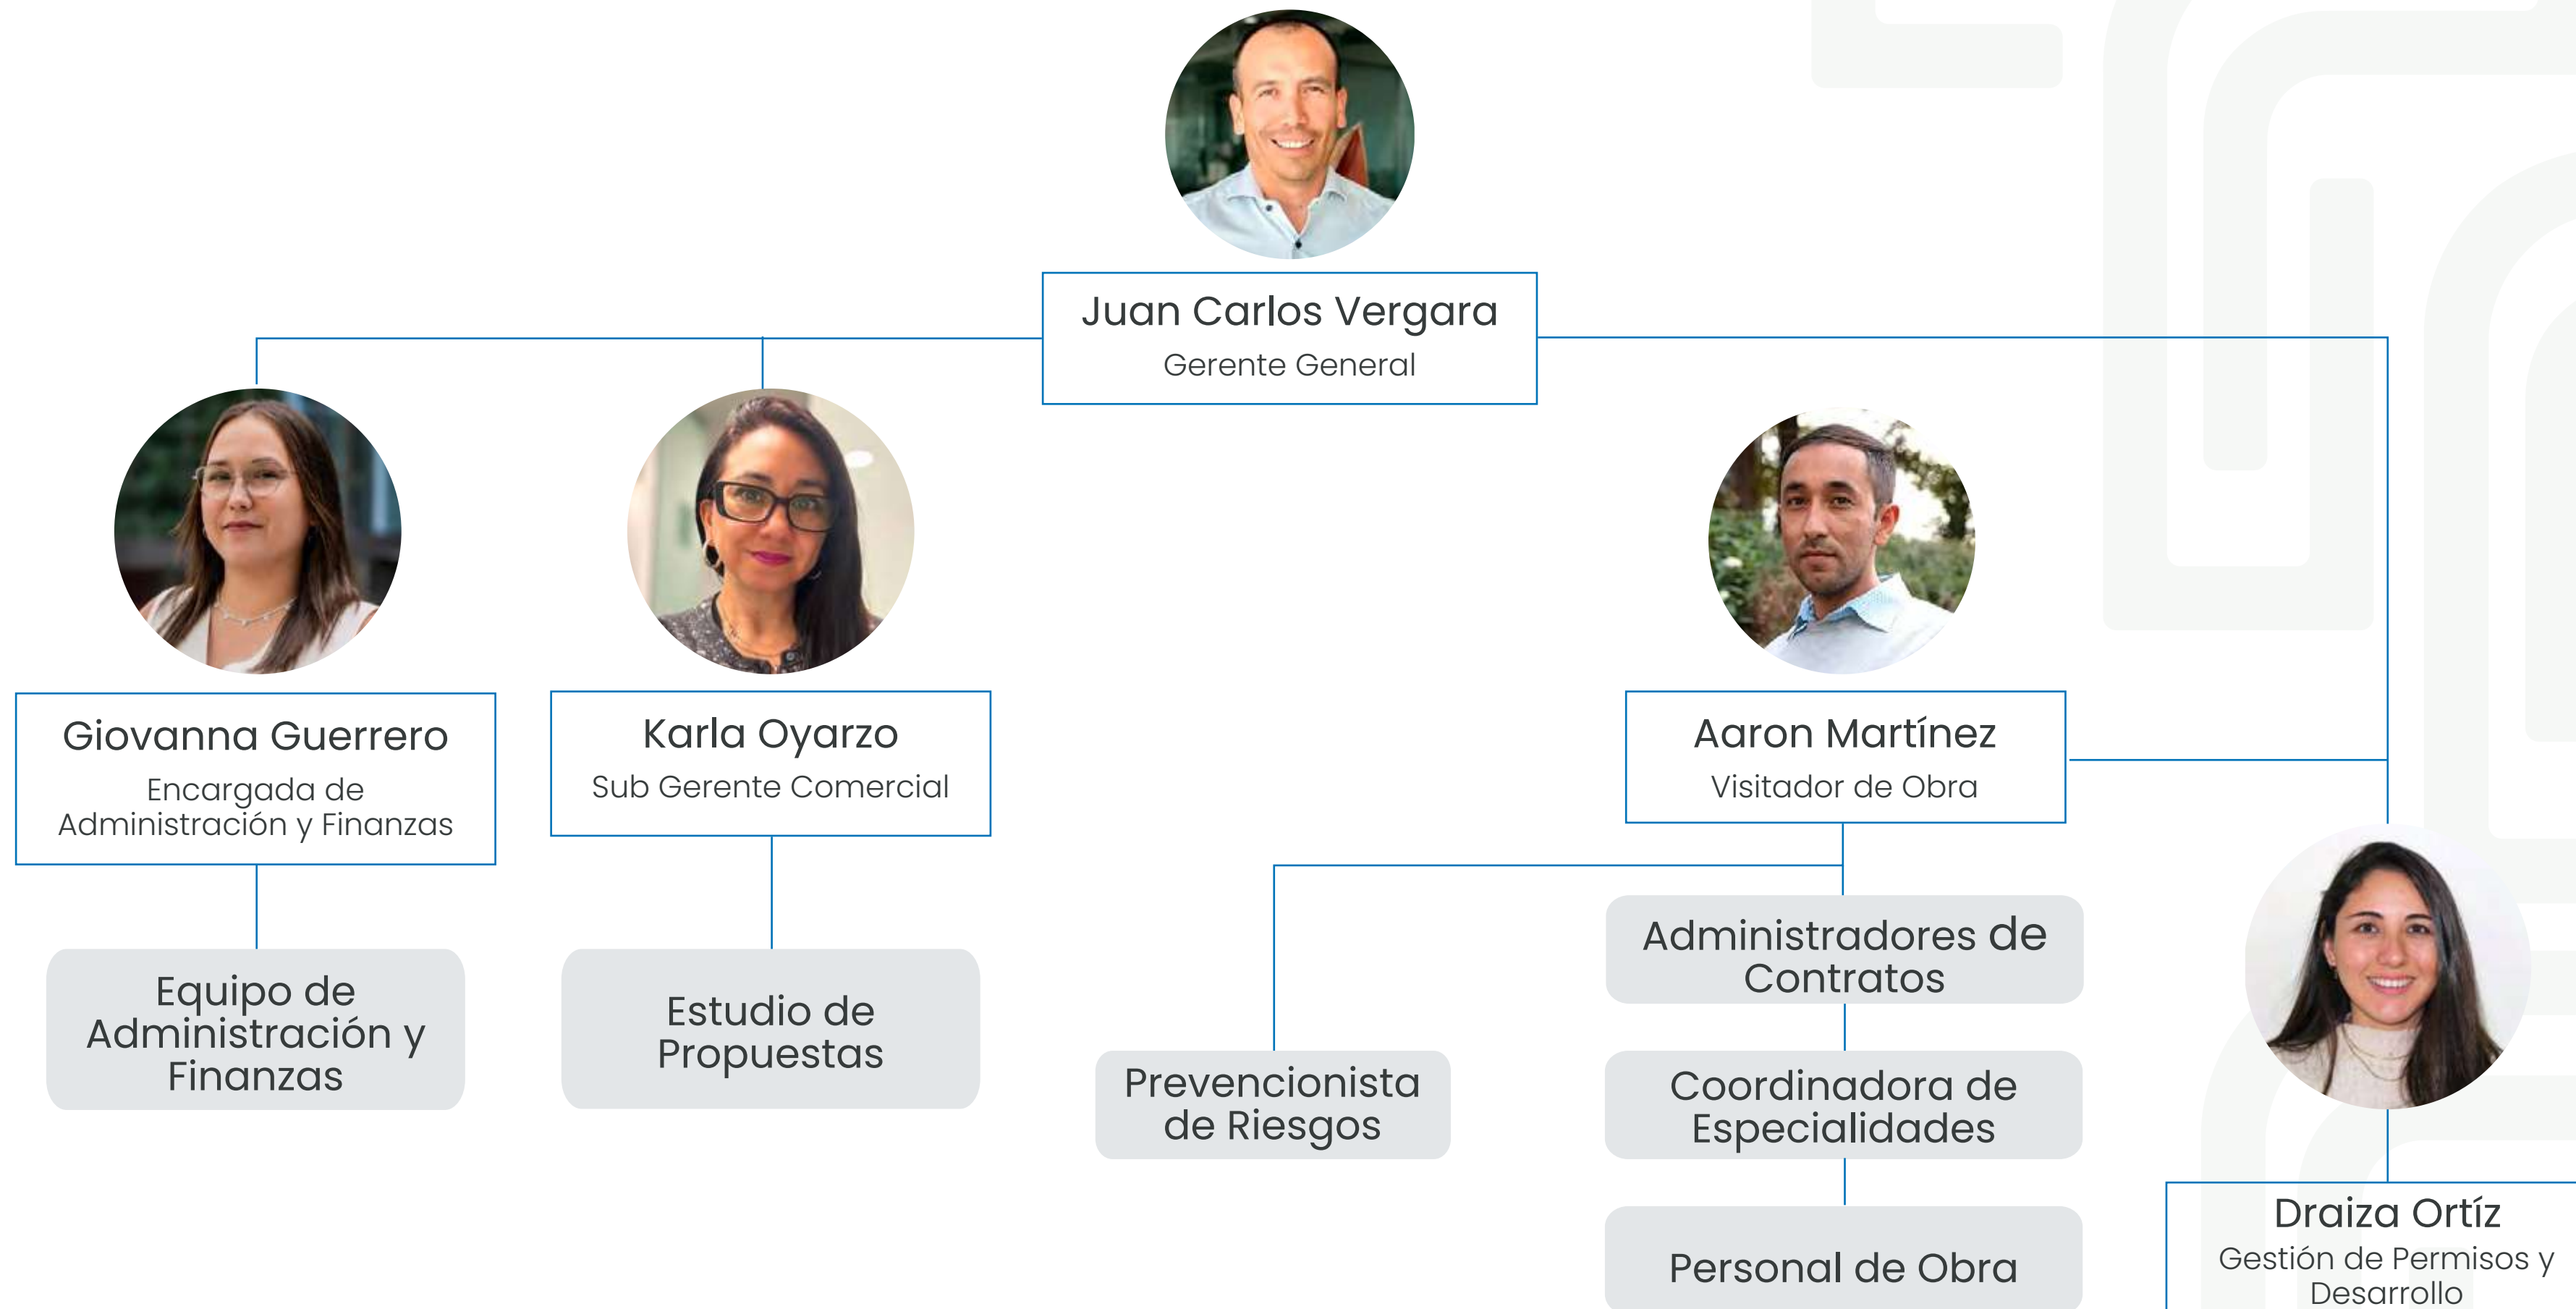 Juan Carlos Vergara
Gerente General
Giovanna Guerrero
Encargada de
Administración y Finanzas
Karla Oyarzo
Sub Gerente Comercial
Aaron Martínez
Visitador de Obra
Equipo de
Administración y
Finanzas
Estudio de
Propuestas
Prevencionista
de Riesgos
Administradores de
Contratos
Coordinadora de
Especialidades
Personal de Obra
Draiza Ortíz
Gestión de Permisos y
Desarrollo